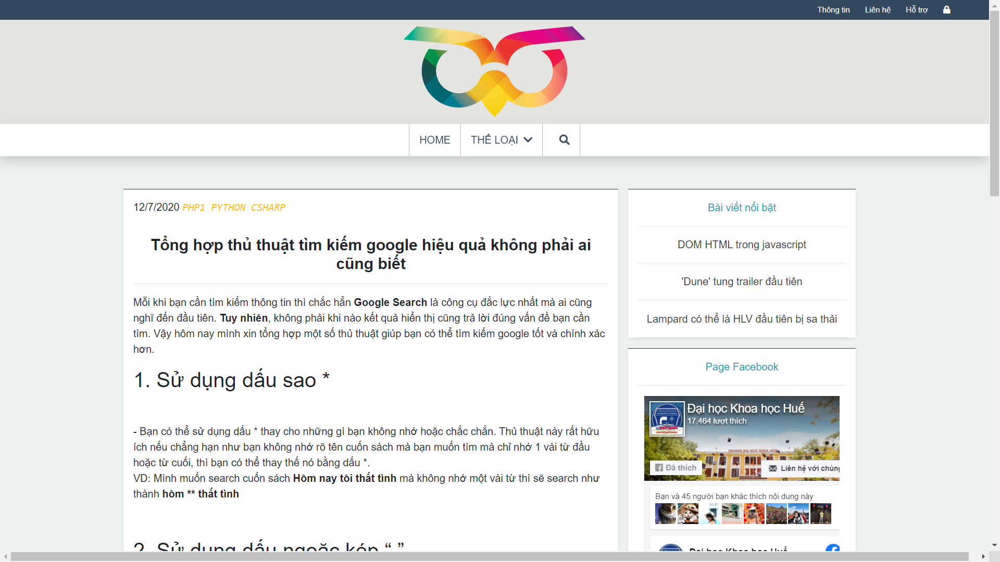 Thông tin Liên hệ Hỗ trợ
HOME THỂ LOẠI
12/7/2020 PHP1 PYTHON CSHARP
Tổng hợp thủ thuật tìm kiếm google hiệu quả không phải ai
cũng biết
Mỗi khi bạn cần tìm kiếm thông tin thì chắc hẳn Google Search là công cụ đắc lực nhất mà ai cũng
nghĩ đến đầu tiên. Tuy nhiên, không phải khi nào kết quả hiển thị cũng trả lời đúng vấn đề bạn cần
tìm. Vậy hôm nay mình xin tổng hợp một số thủ thuật giúp bạn có thể tìm kiếm google tốt và chính xác
hơn.
1. Sử dụng dấu sao *
- Bạn có thể sử dụng dấu * thay cho những gì bạn không nhớ hoặc chắc chắn. Thủ thuật này rất hữu
ích nếu chẳng hạn như bạn không nhớ rõ tên cuốn sách mà bạn muốn tìm mà chỉ nhớ 1 vài từ đầu
hoặc từ cuối, thì bạn có thể thay thế nó bằng dấu *.
VD: Mình muốn search cuốn sách Hôm nay tôi thất tình mà không nhớ một vài từ thì sẽ search như
thành hôm ** thất tình
2. Sử dụng dấu ngoặc kép “ ”
Bài viết nổi bật
DOM HTML trong javascript
'Dune' tung trailer đầu tiên
Lampard có thể là HLV đầu tiên bị sa thải
Page Facebook
Đại học Khoa học Huế
17.464 lượt thích
TRƯỜNG ĐẠI HỌC KHOA HỌC
Đã thích
Liên hệ với chúng
Bạn và 45 người bạn khác thích nội dung này
Đại học Khoa học Huế